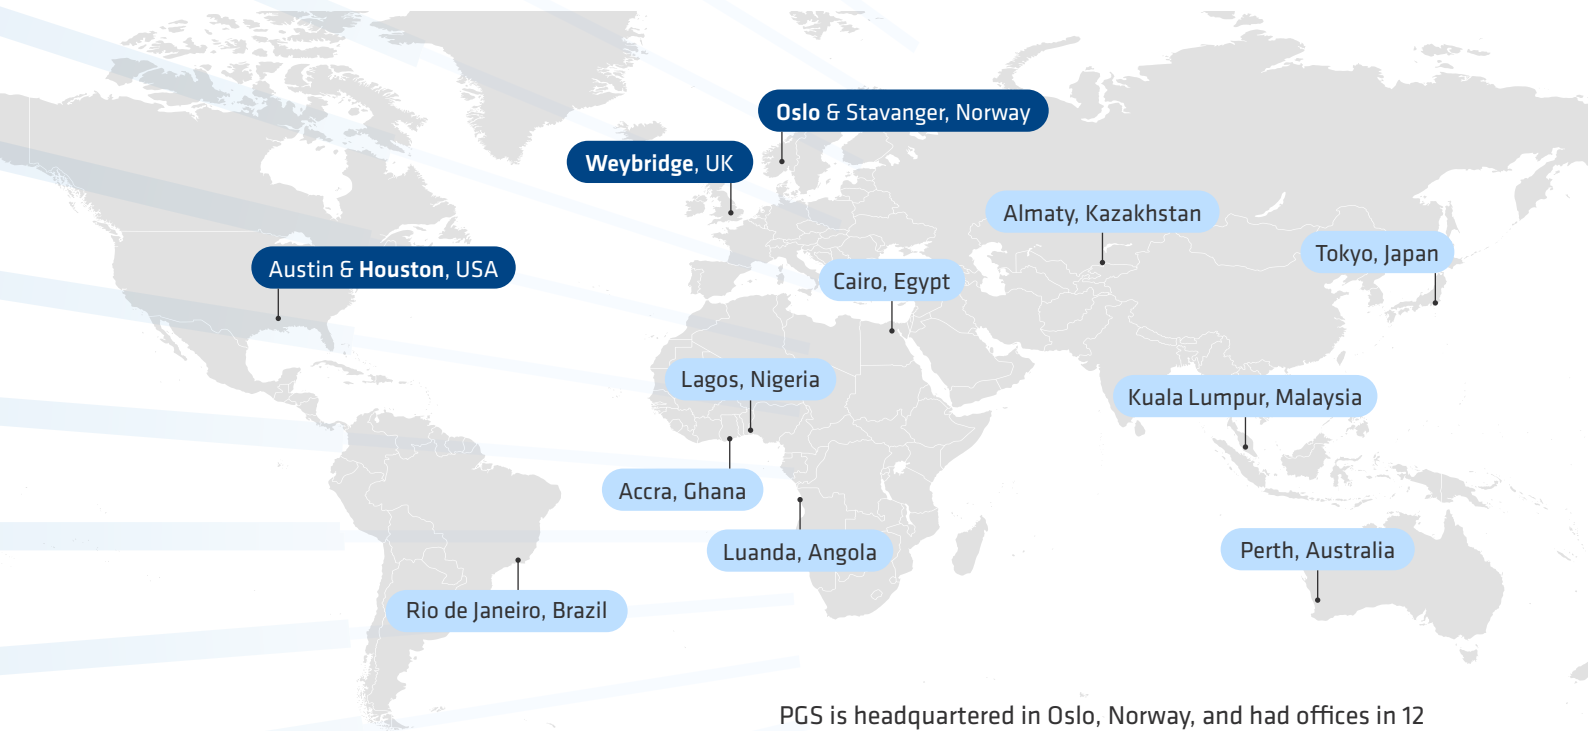 Oslo & Stavanger, Norway
Weybridge, UK
Almaty, Kazakhstan
Tokyo, Japan
Austin & Houston, USA
Cairo, Egypt
Lagos, Nigeria
Kuala Lumpur, Malaysia
Accra, Ghana
Luanda, Angola
Perth, Australia
Rio de Janeiro, Brazil
PGS is headquartered in Oslo, Norway, and had offices in 12